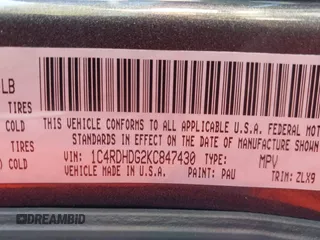 LB
TIRES
COLD
TIRES
COLD
THIS VEHICLE CONFORMS TO ALL APPLICABLE U.S.A. FEDERAL MOT
STANDARDS IN EFFECT ON THE DATE OF MANUFACTURE SHOWN
VIN: 1C4RDHDG2KC847430 TYPE: MPV
VEHICLE MADE IN U.S.A. PAINT: PAU TRIM: ZLX9
DREAMBID